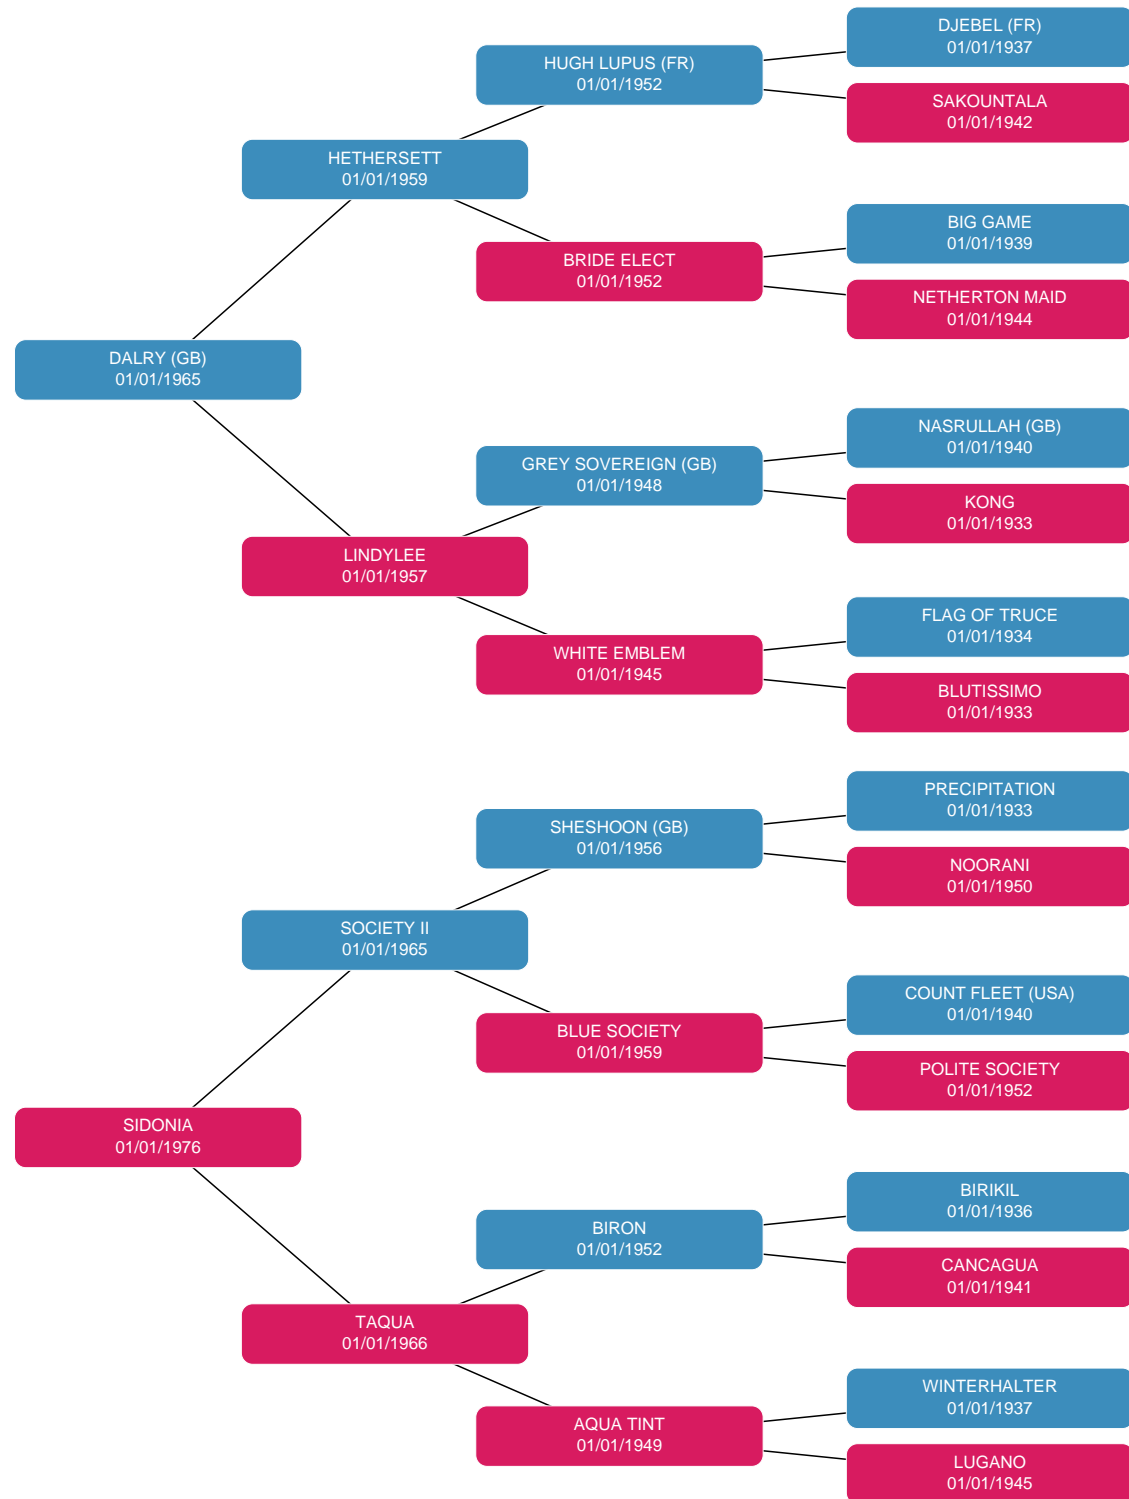 DJEBEL (FR)
01/01/1937
HUGH LUPUS (FR)
01/01/1952
SAKOUNTALA
01/01/1942
HETHERSETT
01/01/1959
BIG GAME
01/01/1939
BRIDE ELECT
01/01/1952
NETHERTON MAID
01/01/1944
DALRY (GB)
01/01/1965
NASRULLAH (GB)
01/01/1940
GREY SOVEREIGN (GB)
01/01/1948
KONG
01/01/1933
LINDYLEE
01/01/1957
FLAG OF TRUCE
01/01/1934
WHITE EMBLEM
01/01/1945
BLUTISSIMO
01/01/1933
PRECIPITATION
01/01/1933
SHESHOON (GB)
01/01/1956
NOORANI
01/01/1950
SOCIETY II
01/01/1965
COUNT FLEET (USA)
01/01/1940
BLUE SOCIETY
01/01/1959
POLITE SOCIETY
01/01/1952
SIDONIA
01/01/1976
BIRIKIL
01/01/1936
BIRON
01/01/1952
CANCAGUA
01/01/1941
TAQUA
01/01/1966
WINTERHALTER
01/01/1937
AQUA TINT
01/01/1949
LUGANO
01/01/1945